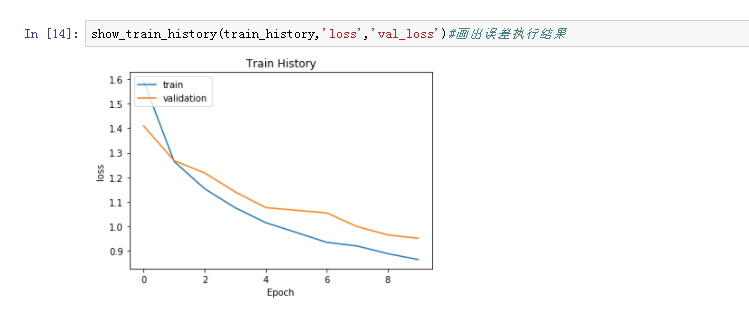 In [14]: show_train_history(train_history,'loss','val_loss')#画出误差执行结果
Train History
train
validation
1.6
1.5
1.4
1.3
1.2
1.1
1.0
0.9
loss
0 2 4 6 8
Epoch